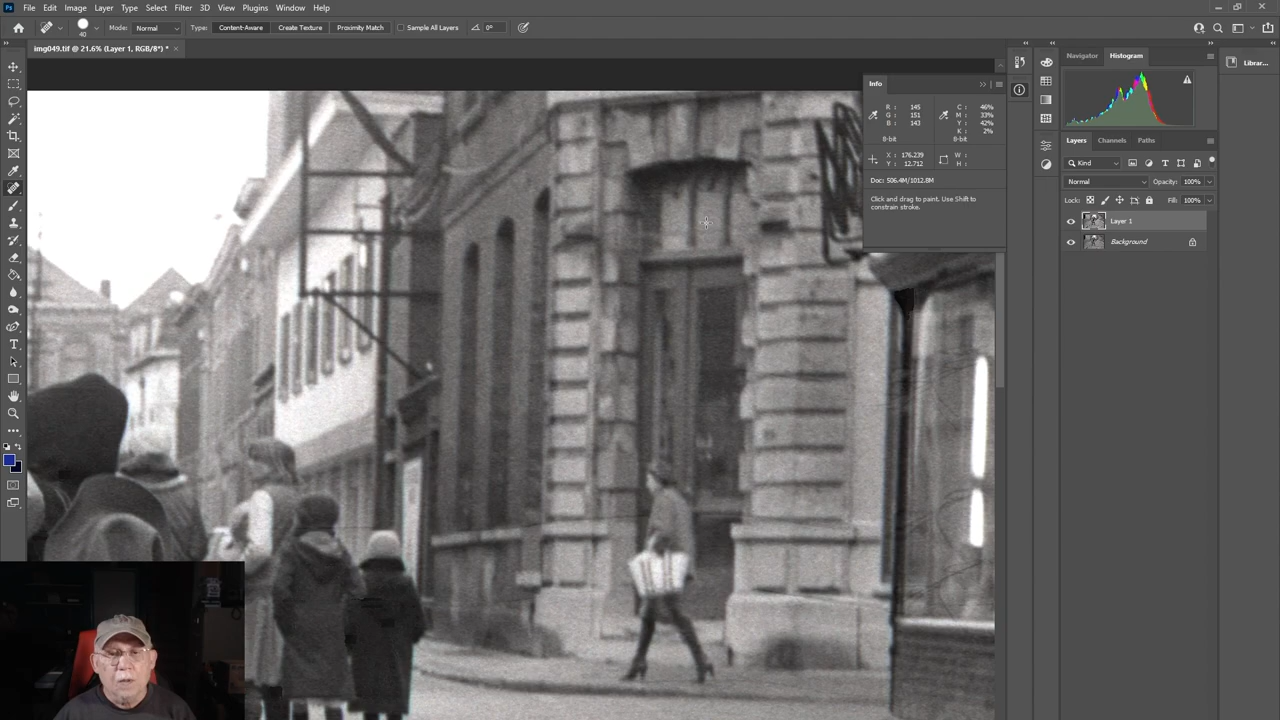 Ps File Edit Image Layer Type Select Filter 3D View Plugins Window Help
40 Mode: Normal Type: Content-Aware Create Texture Proximity Match Sample All Layers 0°
img049.tif @ 21.6% (Layer 1, RGB/8*) * ×
Navigator Histogram
Librar...
Info
R : 145 C : 46%
G : 151 M : 33%
B : 143 Y : 42%
K : 2%
8-bit 8-bit
X : 176.239 W :
Y : 12.712 H :
Doc: 506.4M/1012.8M
Click and drag to paint. Use Shift to
constrain stroke.
Layers Channels Paths
Kind
Normal Opacity: 100%
Lock: Fill: 100%
Layer 1
Background